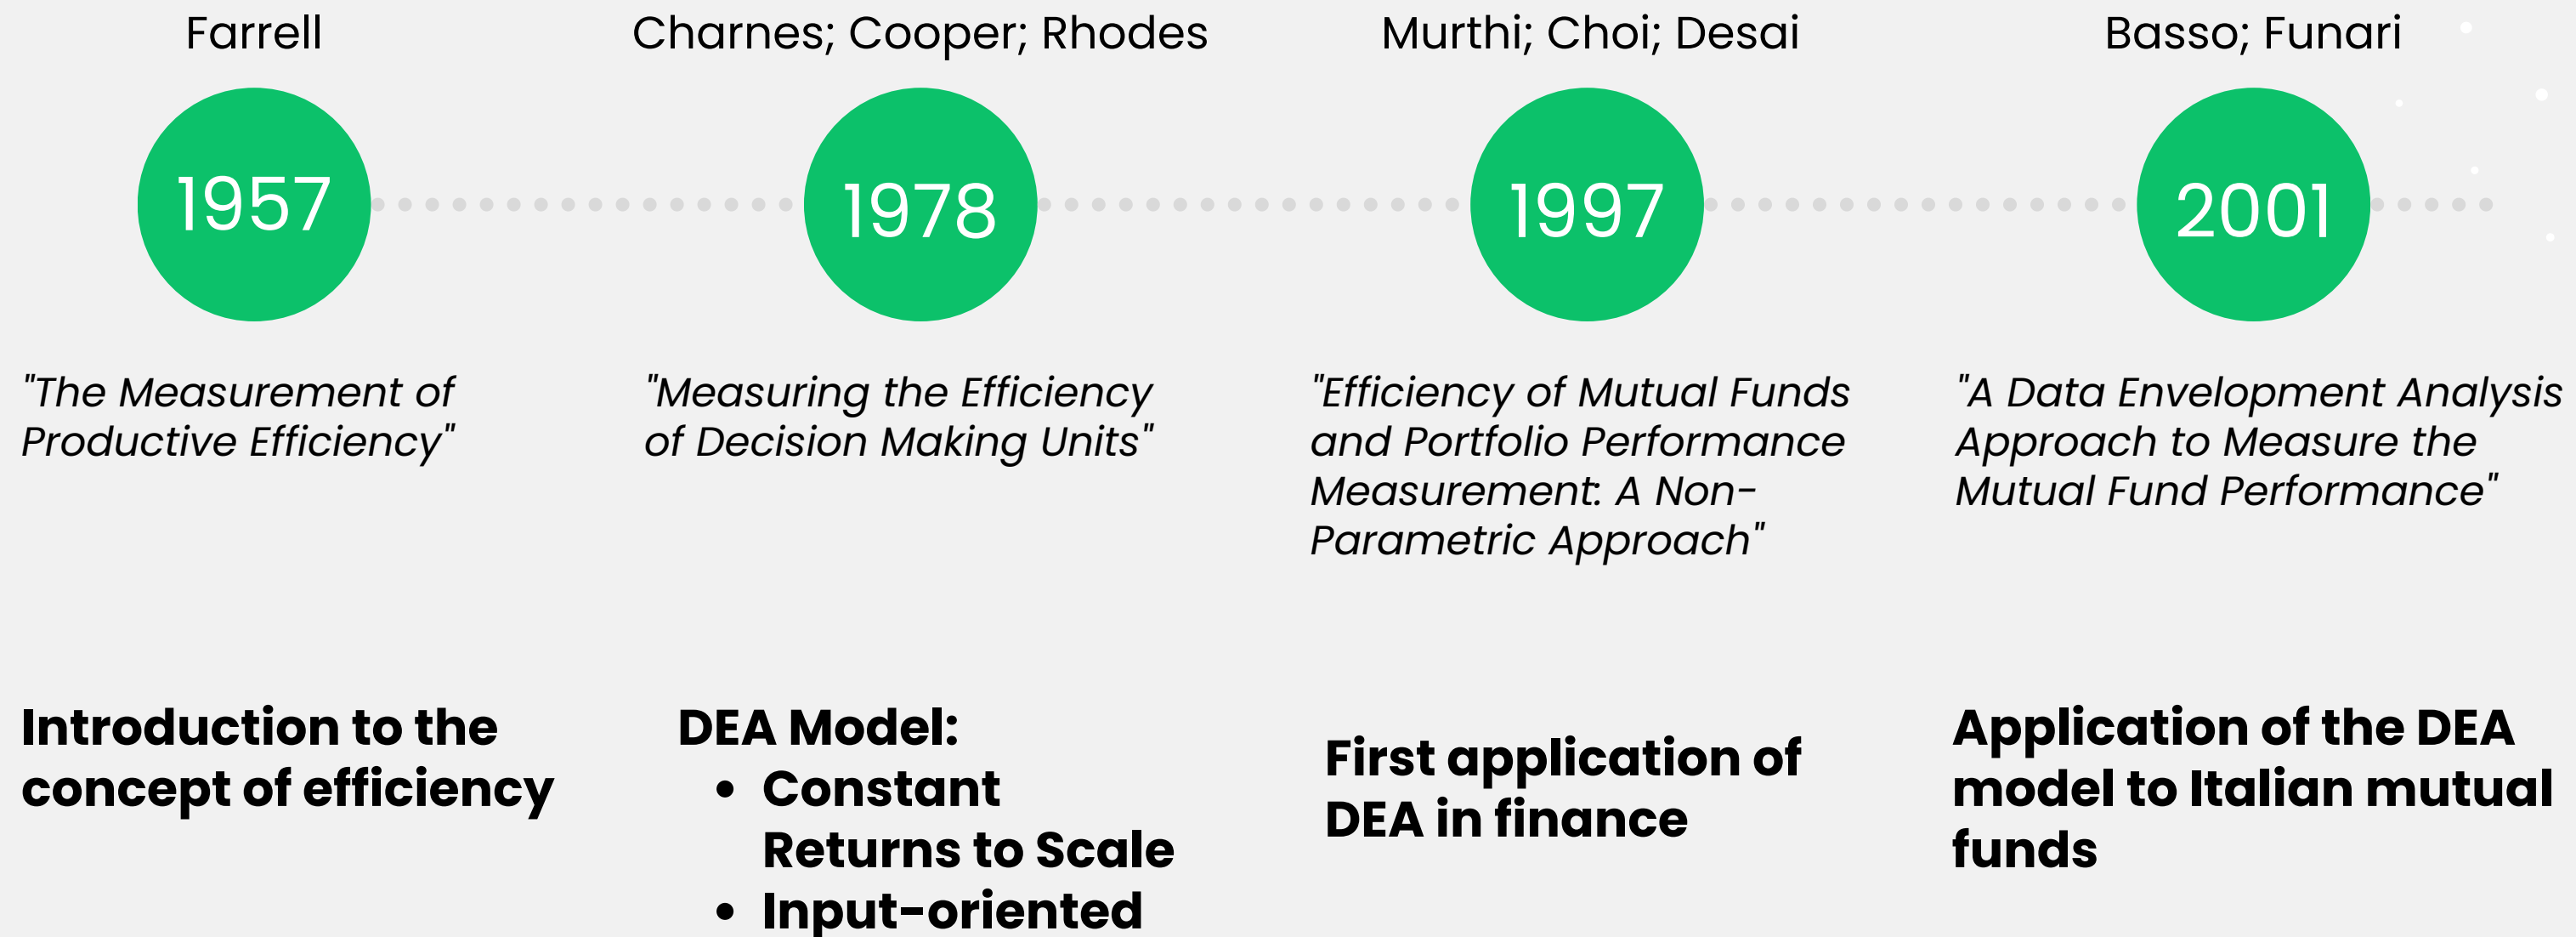 Farrell
Charnes; Cooper; Rhodes
Murthi; Choi; Desai
Basso; Funari
1957
1978
1997
2001
"The Measurement of
Productive Efficiency"
"Measuring the Efficiency
of Decision Making Units"
"Efficiency of Mutual Funds
and Portfolio Performance
Measurement: A Non-
Parametric Approach"
"A Data Envelopment Analysis
Approach to Measure the
Mutual Fund Performance"
Introduction to the
concept of efficiency
DEA Model:
• Constant
Returns to Scale
• Input-oriented
First application of
DEA in finance
Application of the DEA
model to Italian mutual
funds